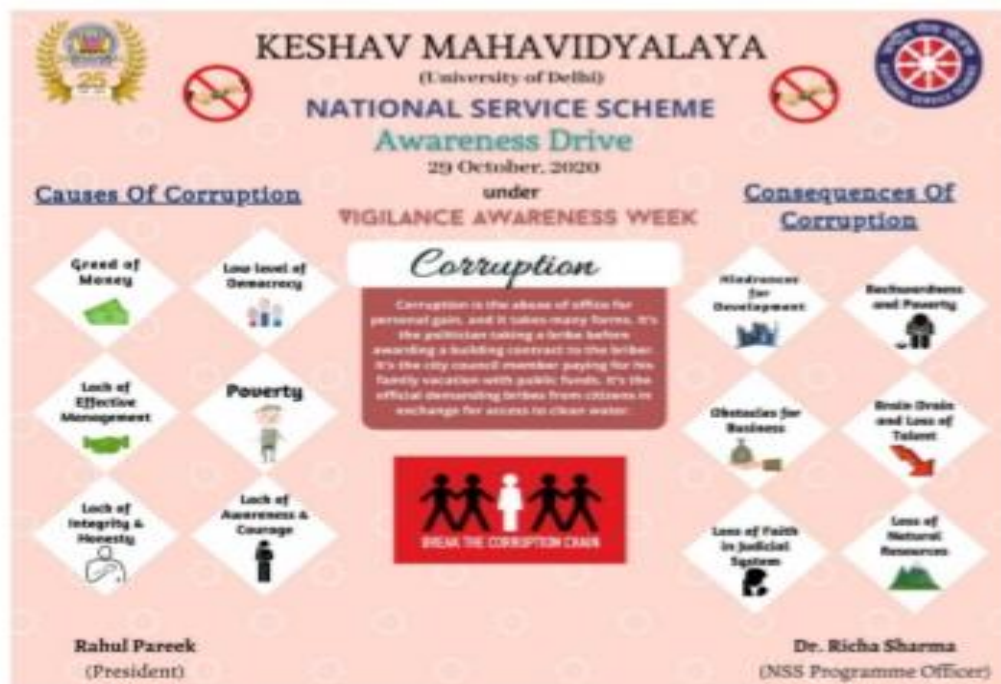 KESHAV MAHAVIDYALAYA
(University of Delhi)
NATIONAL SERVICE SCHEME
Awareness Drive
29 October, 2020
under
VIGILANCE AWARENESS WEEK
25
Causes Of Corruption
Greed of
Money
Low level of
Democracy
Lack of
Effective
Management
Poverty
Lack of
Integrity &
Honesty
Lack of
Awareness &
Courage
Corruption
Corruption is the abuse of office for
personal gain, and it takes many forms. It's
the politician taking a bribe before
awarding a building contract to the briber.
It's the city council member paying for his
family vacation with public funds. It's the
official demanding bribes from citizens in
exchange for access to clean water.
BREAK THE CORRUPTION CHAIN
Consequences Of
Corruption
Hindrances
for
Development
Backwardness
and Poverty
Obstacles for
Business
Brain Drain
and Loss of
Talent
Loss of Faith
in Judicial
System
Loss of
Natural
Resources
Rahul Pareek
(President)
Dr. Richa Sharma
(NSS Programme Officer)